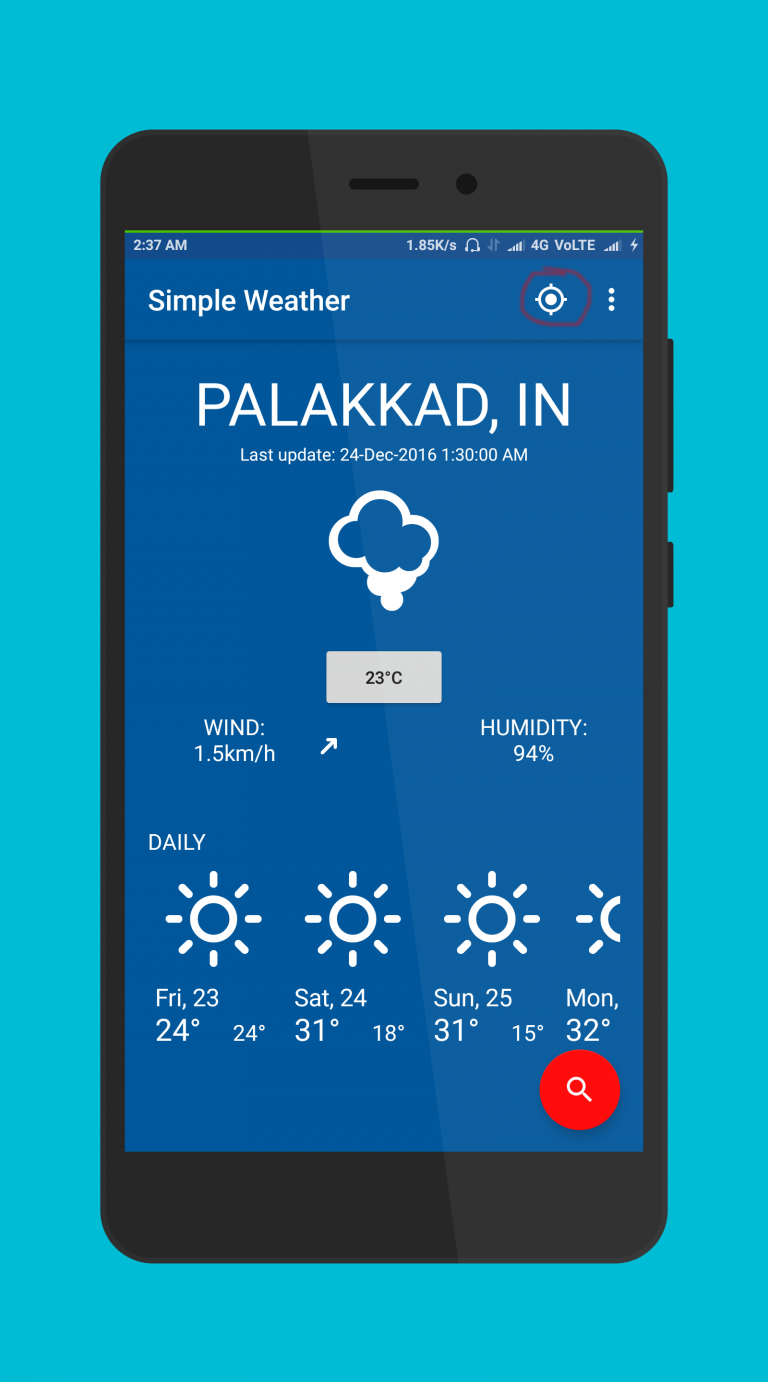 2:37 AM 1.85K/s 4G VoLTE
Simple Weather
PALAKKAD, IN
Last update: 24-Dec-2016 1:30:00 AM
23°C
WIND: HUMIDITY:
1.5km/h 94%
DAILY
Fri, 23 Sat, 24 Sun, 25 Mon,
24° 24° 31° 18° 31° 15° 32°